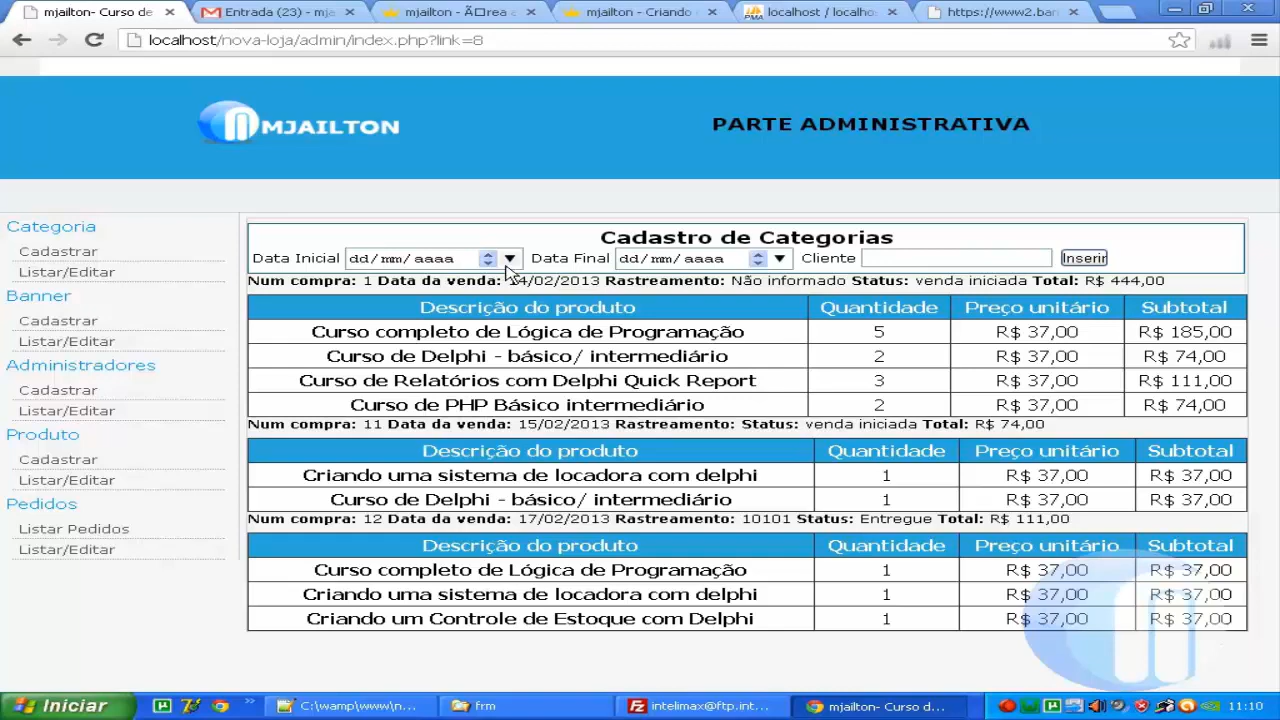 mjailton- Curso de
Entrada (23) - mja
mjailton - Ã rea
mjailton - Criando
localhost / localho
https://www2.ban
localhost/nova-loja/admin/index.php?link=8
MJAILTON
PARTE ADMINISTRATIVA
Categoria
Cadastrar
Listar/Editar
Banner
Cadastrar
Listar/Editar
Administradores
Cadastrar
Listar/Editar
Produto
Cadastrar
Listar/Editar
Pedidos
Listar Pedidos
Listar/Editar
Cadastro de Categorias
Data Inicial dd/mm/aaaa Data Final dd/mm/aaaa Cliente Inserir
Num compra: 1 Data da venda: 14/02/2013 Rastreamento: Não informado Status: venda iniciada Total: R$ 444,00
Descrição do produto Quantidade Preço unitário Subtotal
Curso completo de Lógica de Programação 5 R$ 37,00 R$ 185,00
Curso de Delphi - básico/ intermediário 2 R$ 37,00 R$ 74,00
Curso de Relatórios com Delphi Quick Report 3 R$ 37,00 R$ 111,00
Curso de PHP Básico intermediário 2 R$ 37,00 R$ 74,00
Num compra: 11 Data da venda: 15/02/2013 Rastreamento: Status: venda iniciada Total: R$ 74,00
Descrição do produto Quantidade Preço unitário Subtotal
Criando uma sistema de locadora com delphi 1 R$ 37,00 R$ 37,00
Curso de Delphi - básico/ intermediário 1 R$ 37,00 R$ 37,00
Num compra: 12 Data da venda: 17/02/2013 Rastreamento: 10101 Status: Entregue Total: R$ 111,00
Descrição do produto Quantidade Preço unitário Subtotal
Curso completo de Lógica de Programação 1 R$ 37,00 R$ 37,00
Criando uma sistema de locadora com delphi 1 R$ 37,00 R$ 37,00
Criando um Controle de Estoque com Delphi 1 R$ 37,00 R$ 37,00
Iniciar
C:\wamp\www\n...
frm
intelimax@ftp.int...
mjailton- Curso d...
11:10